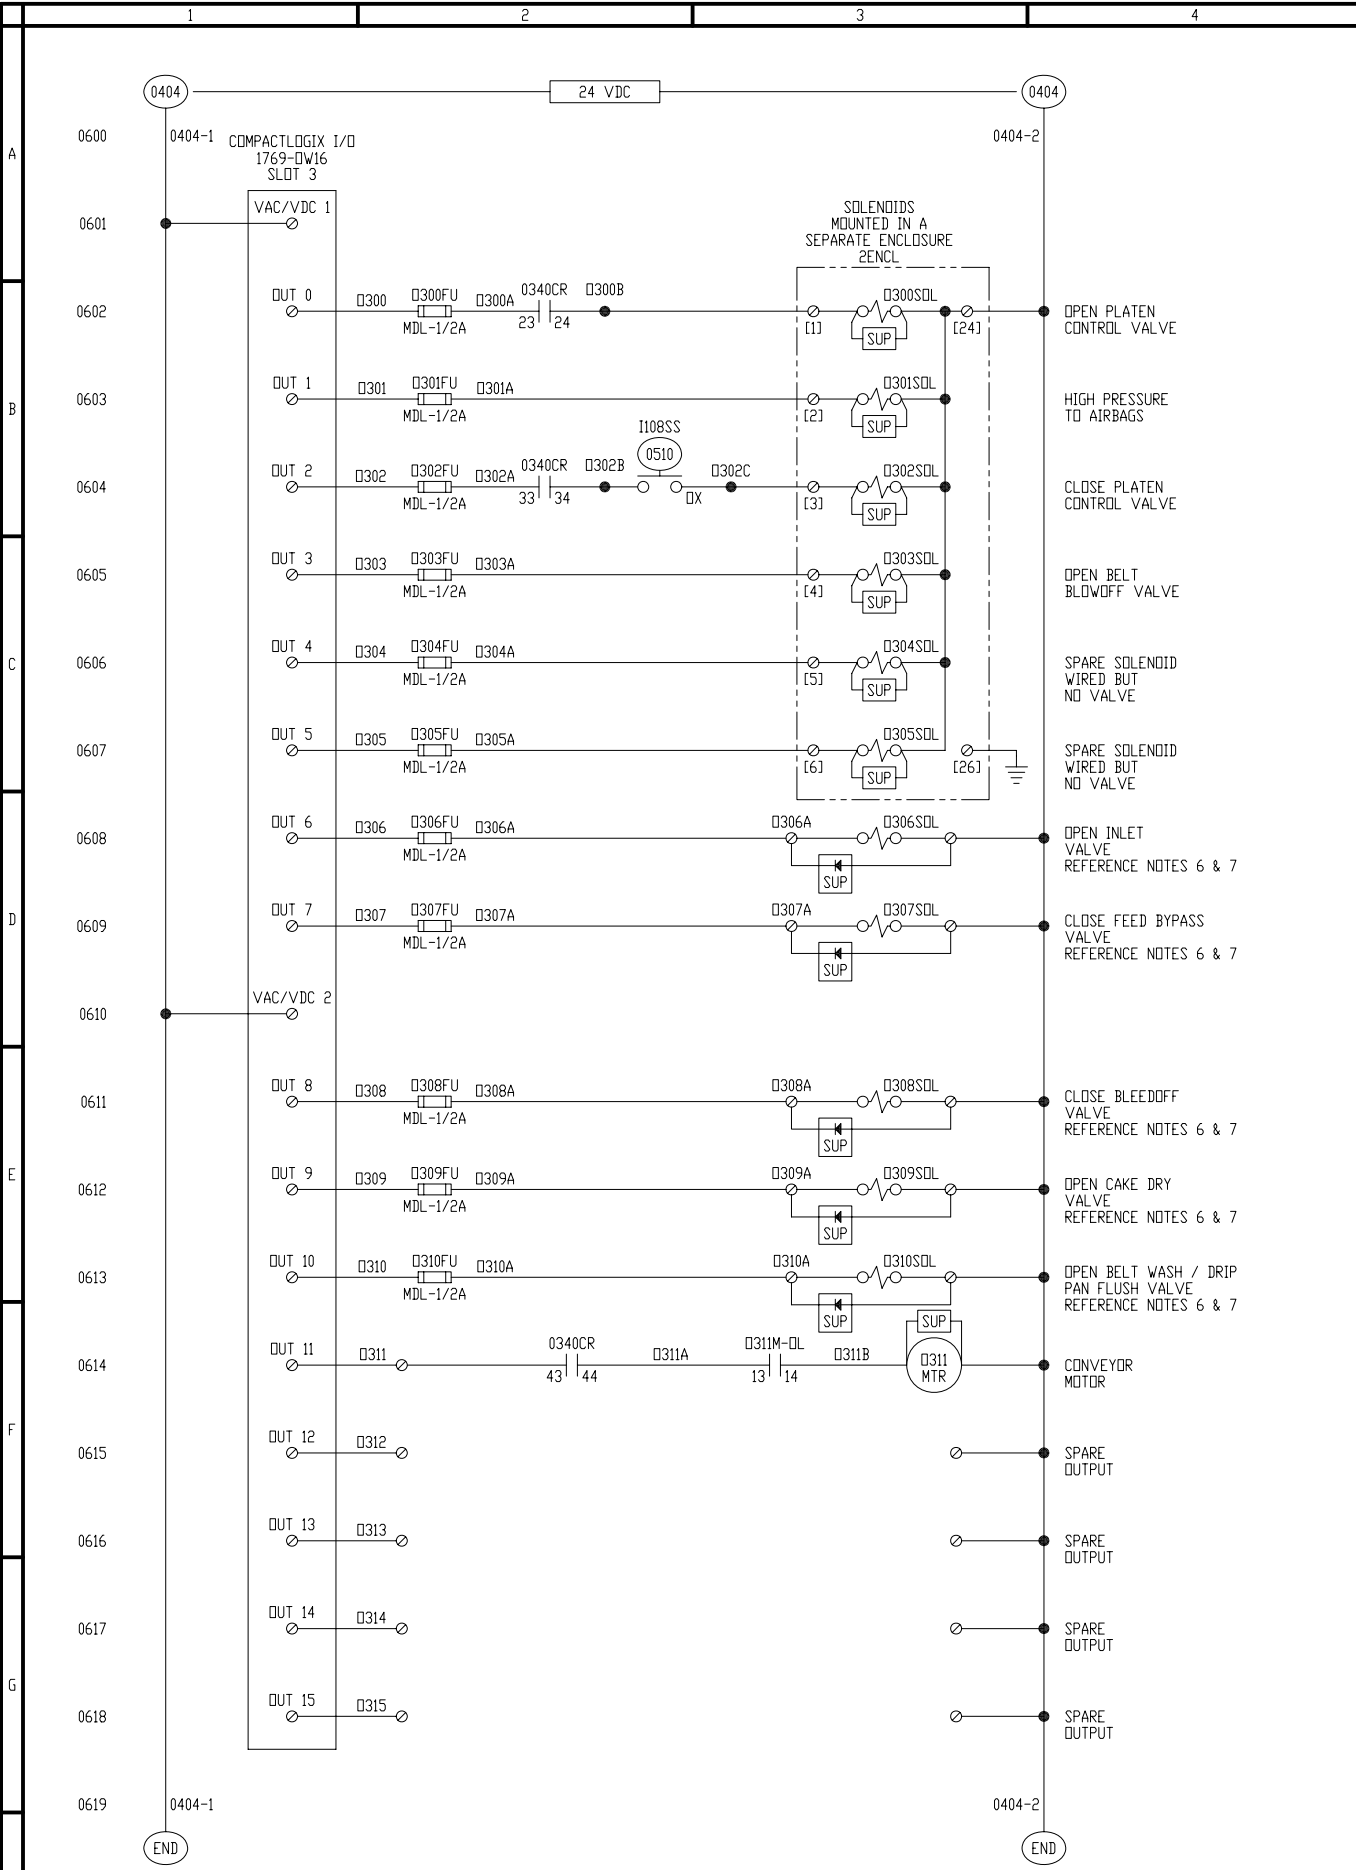 1 2 3 4
0404 24 VDC 0404
0600 0404-1 0404-2
COMPACTLOGIX I/O
1769-OW16
SLOT 3
A
0601 VAC/VDC 1
SOLENOIDS
MOUNTED IN A
SEPARATE ENCLOSURE
2ENCL
0602 OUT 0 O300 O300FU MDL-1/2A O300A 0340CR 23 24 O300B [1] O300SOL SUP [24]
OPEN PLATEN
CONTROL VALVE
B
0603 OUT 1 O301 O301FU MDL-1/2A O301A [2] O301SOL SUP
HIGH PRESSURE
TO AIRBAGS
I108SS
0510
0604 OUT 2 O302 O302FU MDL-1/2A O302A 0340CR 33 34 O302B OX O302C [3] O302SOL SUP
CLOSE PLATEN
CONTROL VALVE
0605 OUT 3 O303 O303FU MDL-1/2A O303A [4] O303SOL SUP
OPEN BELT
BLOWOFF VALVE
C
0606 OUT 4 O304 O304FU MDL-1/2A O304A [5] O304SOL SUP
SPARE SOLENOID
WIRED BUT
NO VALVE
0607 OUT 5 O305 O305FU MDL-1/2A O305A [6] O305SOL SUP [26]
SPARE SOLENOID
WIRED BUT
NO VALVE
0608 OUT 6 O306 O306FU MDL-1/2A O306A O306A O306SOL SUP
OPEN INLET
VALVE
REFERENCE NOTES 6 & 7
D
0609 OUT 7 O307 O307FU MDL-1/2A O307A O307A O307SOL SUP
CLOSE FEED BYPASS
VALVE
REFERENCE NOTES 6 & 7
0610 VAC/VDC 2
0611 OUT 8 O308 O308FU MDL-1/2A O308A O308A O308SOL SUP
CLOSE BLEEDOFF
VALVE
REFERENCE NOTES 6 & 7
E
0612 OUT 9 O309 O309FU MDL-1/2A O309A O309A O309SOL SUP
OPEN CAKE DRY
VALVE
REFERENCE NOTES 6 & 7
0613 OUT 10 O310 O310FU MDL-1/2A O310A O310A O310SOL SUP
OPEN BELT WASH / DRIP
PAN FLUSH VALVE
REFERENCE NOTES 6 & 7
0614 OUT 11 O311 0340CR 43 44 O311A O311M-OL 13 14 O311B SUP O311 MTR
CONVEYOR
MOTOR
F
0615 OUT 12 O312
SPARE
OUTPUT
0616 OUT 13 O313
SPARE
OUTPUT
0617 OUT 14 O314
SPARE
OUTPUT
G
0618 OUT 15 O315
SPARE
OUTPUT
0619 0404-1 0404-2
END END